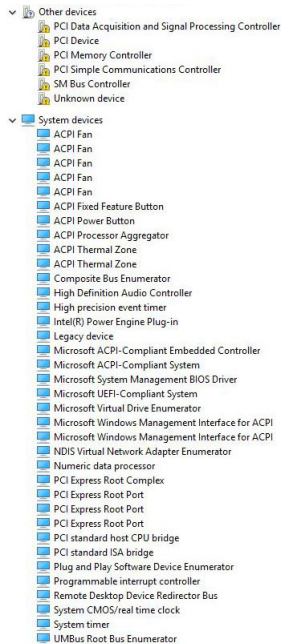 Other devices
PCI Data Acquisition and Signal Processing Controller
PCI Device
PCI Memory Controller
PCI Simple Communications Controller
SM Bus Controller
Unknown device
System devices
ACPI Fan
ACPI Fan
ACPI Fan
ACPI Fan
ACPI Fan
ACPI Fixed Feature Button
ACPI Power Button
ACPI Processor Aggregator
ACPI Thermal Zone
ACPI Thermal Zone
Composite Bus Enumerator
High Definition Audio Controller
High precision event timer
Intel(R) Power Engine Plug-in
Legacy device
Microsoft ACPI-Compliant Embedded Controller
Microsoft ACPI-Compliant System
Microsoft System Management BIOS Driver
Microsoft UEFI-Compliant System
Microsoft Virtual Drive Enumerator
Microsoft Windows Management Interface for ACPI
Microsoft Windows Management Interface for ACPI
NDIS Virtual Network Adapter Enumerator
Numeric data processor
PCI Express Root Complex
PCI Express Root Port
PCI Express Root Port
PCI Express Root Port
PCI standard host CPU bridge
PCI standard ISA bridge
Plug and Play Software Device Enumerator
Programmable interrupt controller
Remote Desktop Device Redirector Bus
System CMOS/real time clock
System timer
UMBus Root Bus Enumerator